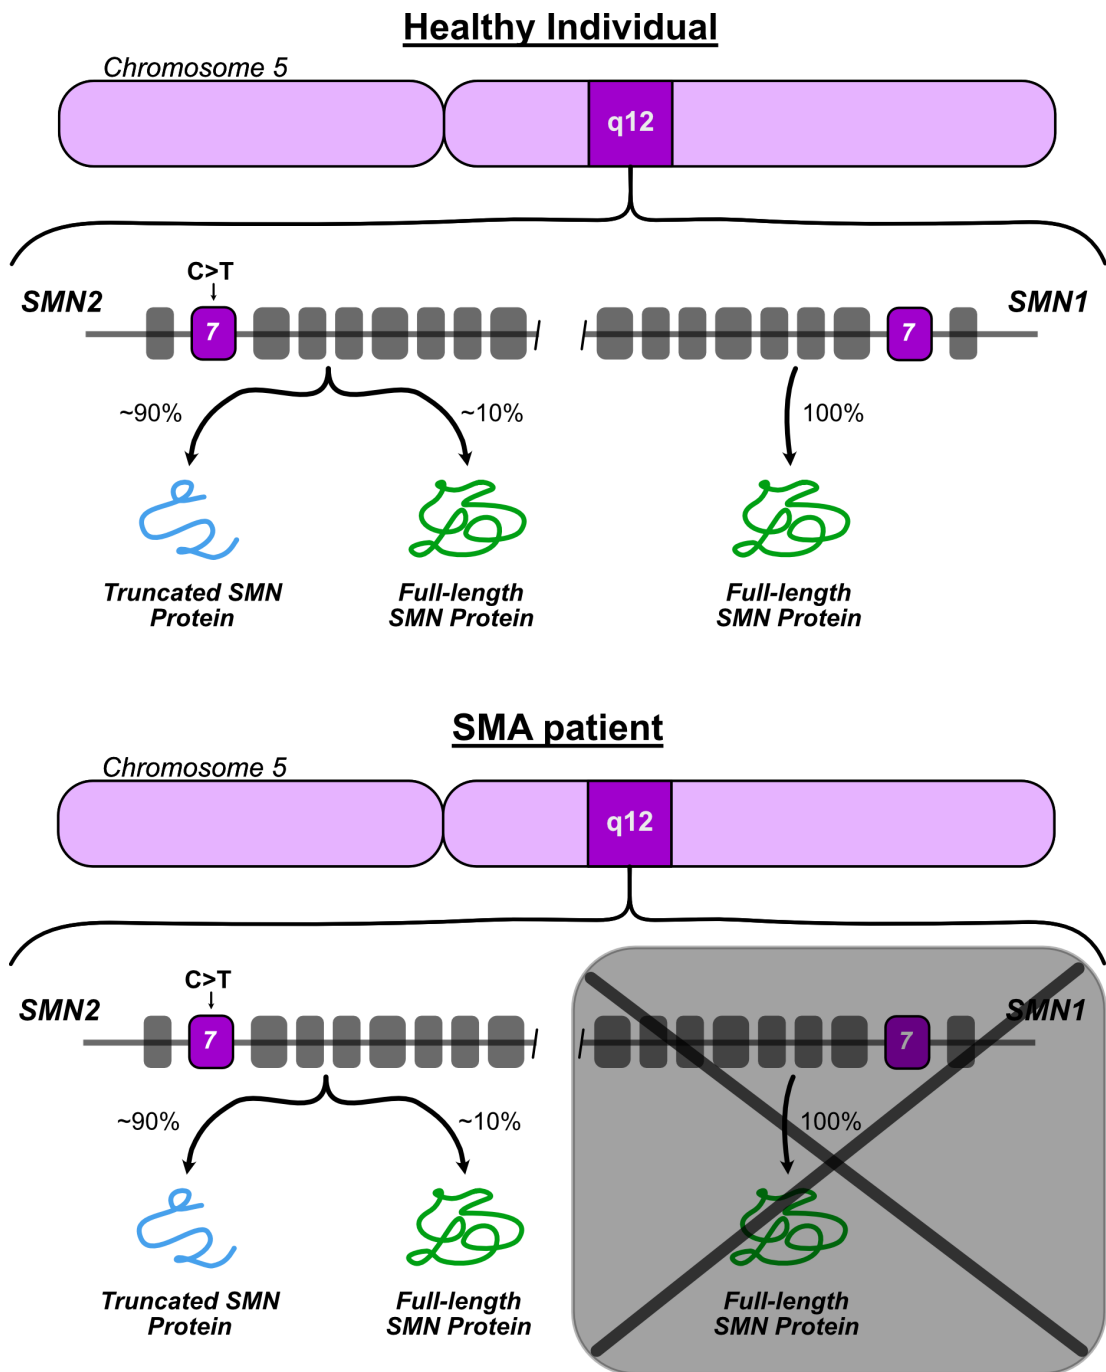 Healthy Individual
Chromosome 5
q12
C>T
SMN2
SMN1
7
7
~90%
~10%
100%
Truncated SMN
Protein
Full-length
SMN Protein
Full-length
SMN Protein
SMA patient
Chromosome 5
q12
C>T
SMN2
SMN1
7
7
~90%
~10%
100%
Truncated SMN
Protein
Full-length
SMN Protein
Full-length
SMN Protein